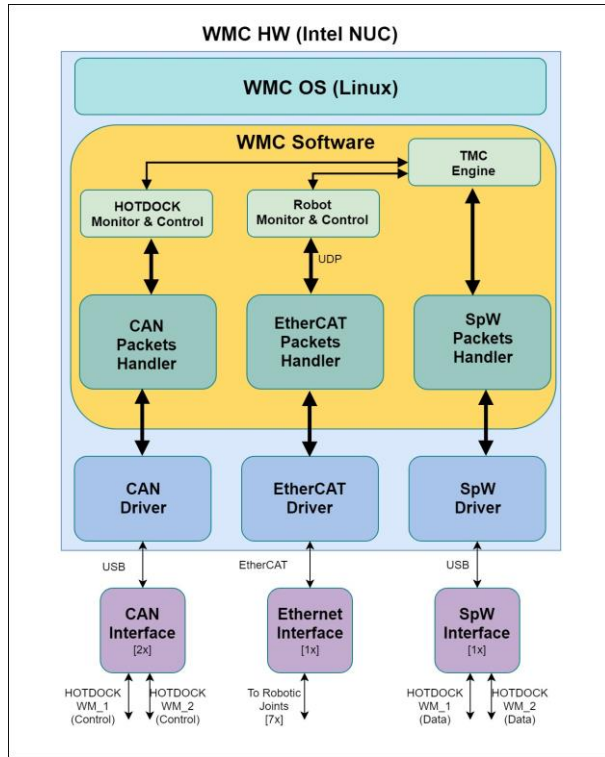 WMC HW (Intel NUC)
WMC OS (Linux)
WMC Software
TMC
Engine
HOTDOCK
Monitor & Control
Robot
Monitor & Control
UDP
CAN
Packets
Handler
EtherCAT
Packets
Handler
SpW
Packets
Handler
CAN
Driver
EtherCAT
Driver
SpW
Driver
USB
EtherCAT
USB
CAN
Interface
[2x]
Ethernet
Interface
[1x]
SpW
Interface
[1x]
HOTDOCK
WM_1
(Control)
HOTDOCK
WM_2
(Control)
To Robotic
Joints
[7x]
HOTDOCK
WM_1
(Data)
HOTDOCK
WM_2
(Data)